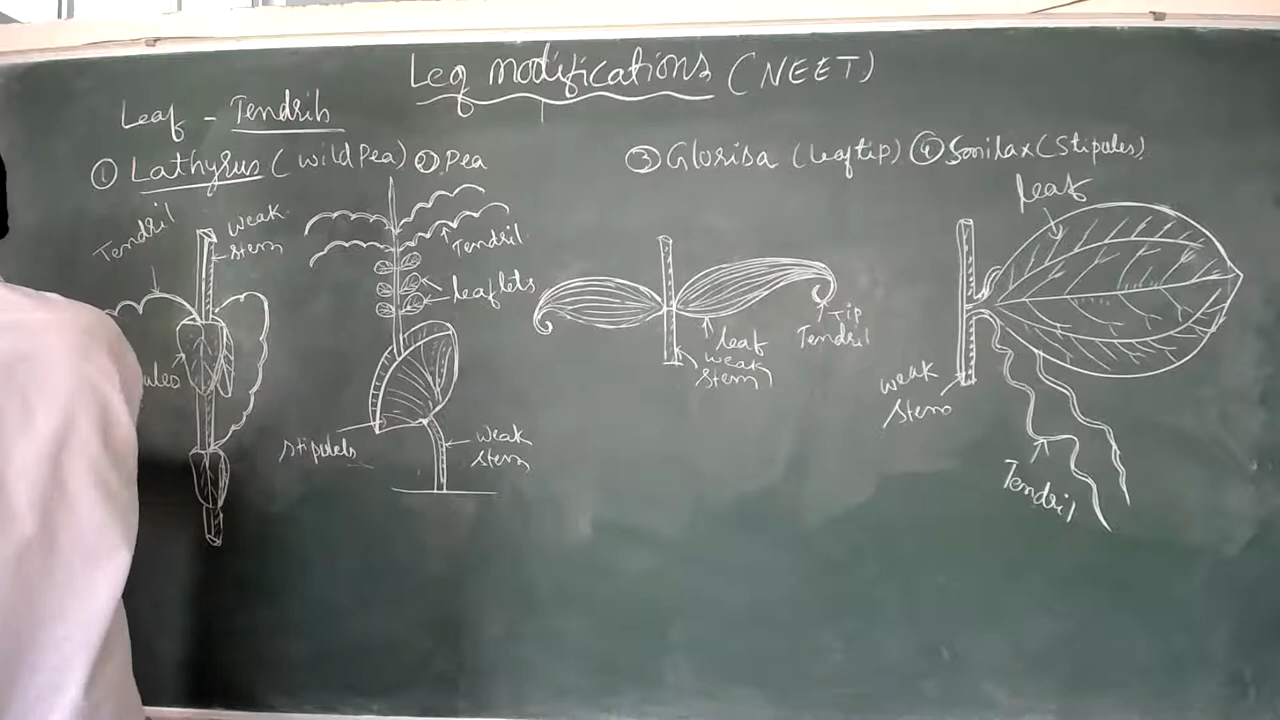 Leaf modifications (NEET)
Leaf - Tendrils
① Lathyrus (wild Pea) ② Pea
③ Gloriosa (leaf tip) ④ Smilax (Stipules)
Tendril
weak
stem
Tendril
leaflets
stipules
weak
stem
leaf
weak
stem
Tip
Tendril
leaf
weak
stem
Tendril